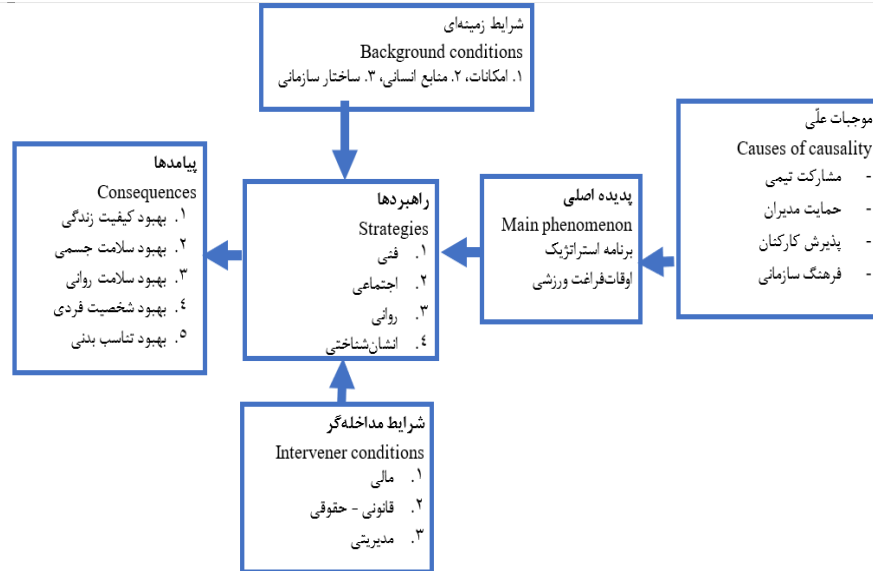 شرایط زمینه‌ای
Background conditions
۱. امکانات، ۲. منابع انسانی، ۳. ساختار سازمانی
موجبات علّی
Causes of causality
- مشارکت تیمی
- حمایت مدیران
- پذیرش کارکنان
- فرهنگ سازمانی
پدیده اصلی
Main phenomenon
برنامه استراتژیک
اوقات‌فراغت ورزشی
راهبردها
Strategies
۱. فنی
۲. اجتماعی
۳. روانی
٤. انشان‌شناختی
پیامدها
Consequences
۱. بهبود کیفیت زندگی
۲. بهبود سلامت جسمی
۳. بهبود سلامت روانی
٤. بهبود شخصیت فردی
٥. بهبود تناسب بدنی
شرایط مداخله‌گر
Intervener conditions
۱. مالی
۲. قانونی - حقوقی
۳. مدیریتی